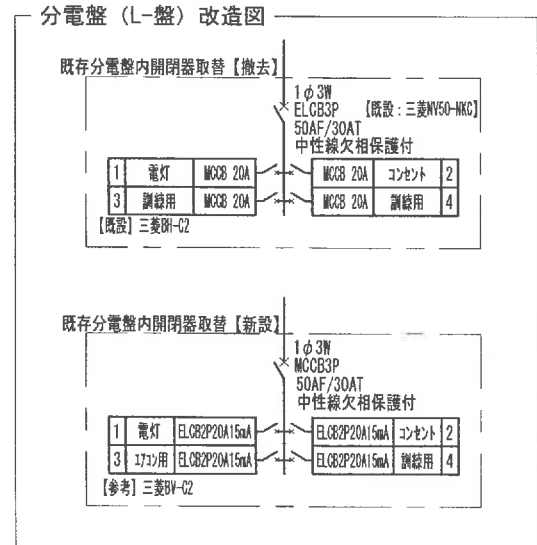 分電盤（L-盤）改造図
既存分電盤内開閉器取替【撤去】
1φ3W
ELCB3P 【既設：三菱NV50-NKC】
50AF/30AT
中性線欠相保護付
1 電灯 MCCB 20A MCCB 20A コンセント 2
3 訓練用 MCCB 20A MCCB 20A 訓練用 4
【既設】三菱BH-C2
既存分電盤内開閉器取替【新設】
1φ3W
MCCB3P
50AF/30AT
中性線欠相保護付
1 電灯 ELCB2P20A15mA ELCB2P20A15mA コンセント 2
3 エアコン用 ELCB2P20A15mA ELCB2P20A15mA 訓練用 4
【参考】三菱BV-C2